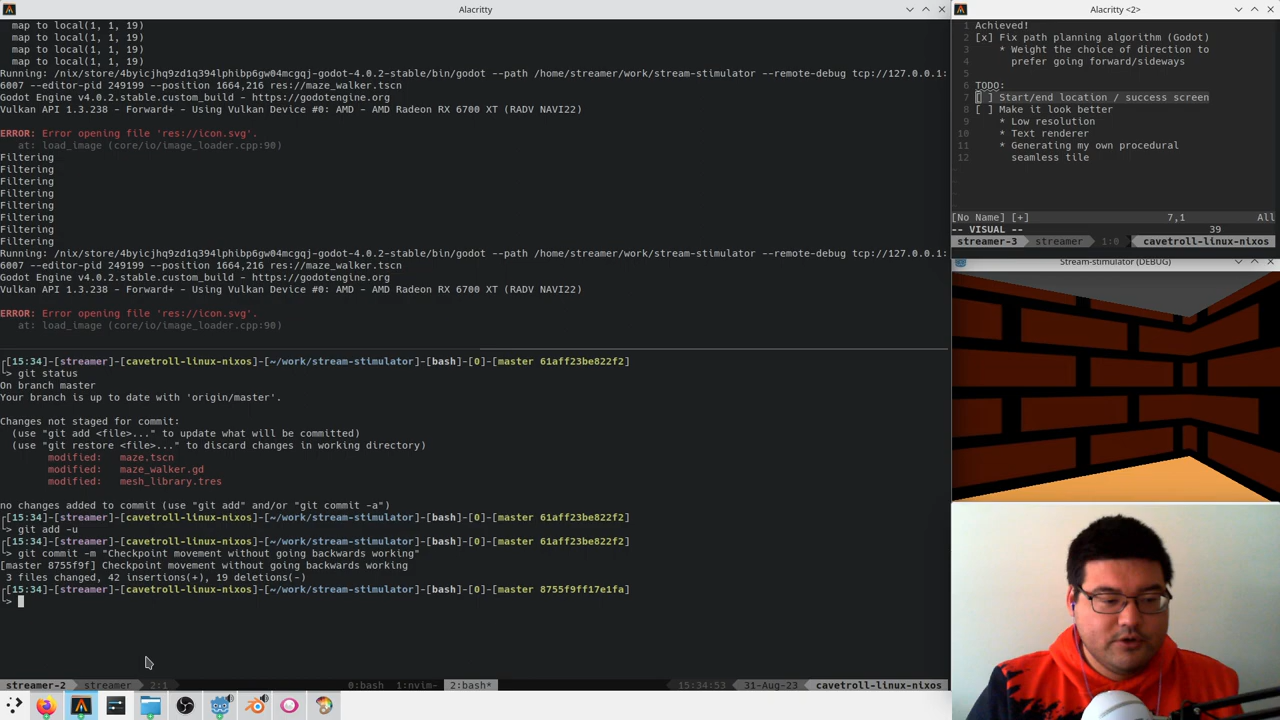 Alacritty
map to local(1, 1, 19)
map to local(1, 1, 19)
map to local(1, 1, 19)
map to local(1, 1, 19)
Running: /nix/store/4byicjhq9zd1q394lphibp6gw04mcgqj-godot-4.0.2-stable/bin/godot --path /home/streamer/work/stream-stimulator --remote-debug tcp://127.0.0.1:
6007 --editor-pid 249199 --position 1664,216 res://maze_walker.tscn
Godot Engine v4.0.2.stable.custom_build - https://godotengine.org
Vulkan API 1.3.238 - Forward+ - Using Vulkan Device #0: AMD - AMD Radeon RX 6700 XT (RADV NAVI22)
ERROR: Error opening file 'res://icon.svg'.
at: load_image (core/io/image_loader.cpp:90)
Filtering
Filtering
Filtering
Filtering
Filtering
Filtering
Filtering
Filtering
Running: /nix/store/4byicjhq9zd1q394lphibp6gw04mcgqj-godot-4.0.2-stable/bin/godot --path /home/streamer/work/stream-stimulator --remote-debug tcp://127.0.0.1:
6007 --editor-pid 249199 --position 1664,216 res://maze_walker.tscn
Godot Engine v4.0.2.stable.custom_build - https://godotengine.org
Vulkan API 1.3.238 - Forward+ - Using Vulkan Device #0: AMD - AMD Radeon RX 6700 XT (RADV NAVI22)
ERROR: Error opening file 'res://icon.svg'.
at: load_image (core/io/image_loader.cpp:90)
┌[15:34]-[streamer]-[cavetroll-linux-nixos]-[~/work/stream-stimulator]-[bash]-[0]-[master 61aff23be822f2]
└> git status
On branch master
Your branch is up to date with 'origin/master'.
Changes not staged for commit:
(use "git add <file>..." to update what will be committed)
(use "git restore <file>..." to discard changes in working directory)
modified:   maze.tscn
modified:   maze_walker.gd
modified:   mesh_library.tres
no changes added to commit (use "git add" and/or "git commit -a")
┌[15:34]-[streamer]-[cavetroll-linux-nixos]-[~/work/stream-stimulator]-[bash]-[0]-[master 61aff23be822f2]
└> git add -u
┌[15:34]-[streamer]-[cavetroll-linux-nixos]-[~/work/stream-stimulator]-[bash]-[0]-[master 61aff23be822f2]
└> git commit -m "Checkpoint movement without going backwards working"
[master 8755f9f] Checkpoint movement without going backwards working
3 files changed, 42 insertions(+), 19 deletions(-)
┌[15:34]-[streamer]-[cavetroll-linux-nixos]-[~/work/stream-stimulator]-[bash]-[0]-[master 8755f9ff17e1fa]
└>
streamer-2 streamer 2:1 0:bash 1:nvim- 2:bash* 15:34:53 31-Aug-23 cavetroll-linux-nixos
Alacritty <2>
1 Achieved!
2 [x] Fix path planning algorithm (Godot)
3 * Weight the choice of direction to
4 prefer going forward/sideways
5
6 TODO:
7 [ ] Start/end location / success screen
8 [ ] Make it look better
9 * Low resolution
10 * Text renderer
11 * Generating my own procedural
12 seamless tile
[No Name] [+] 7,1 All
-- VISUAL -- 39
streamer-3 streamer 1:0 cavetroll-linux-nixos
Stream-stimulator (DEBUG)